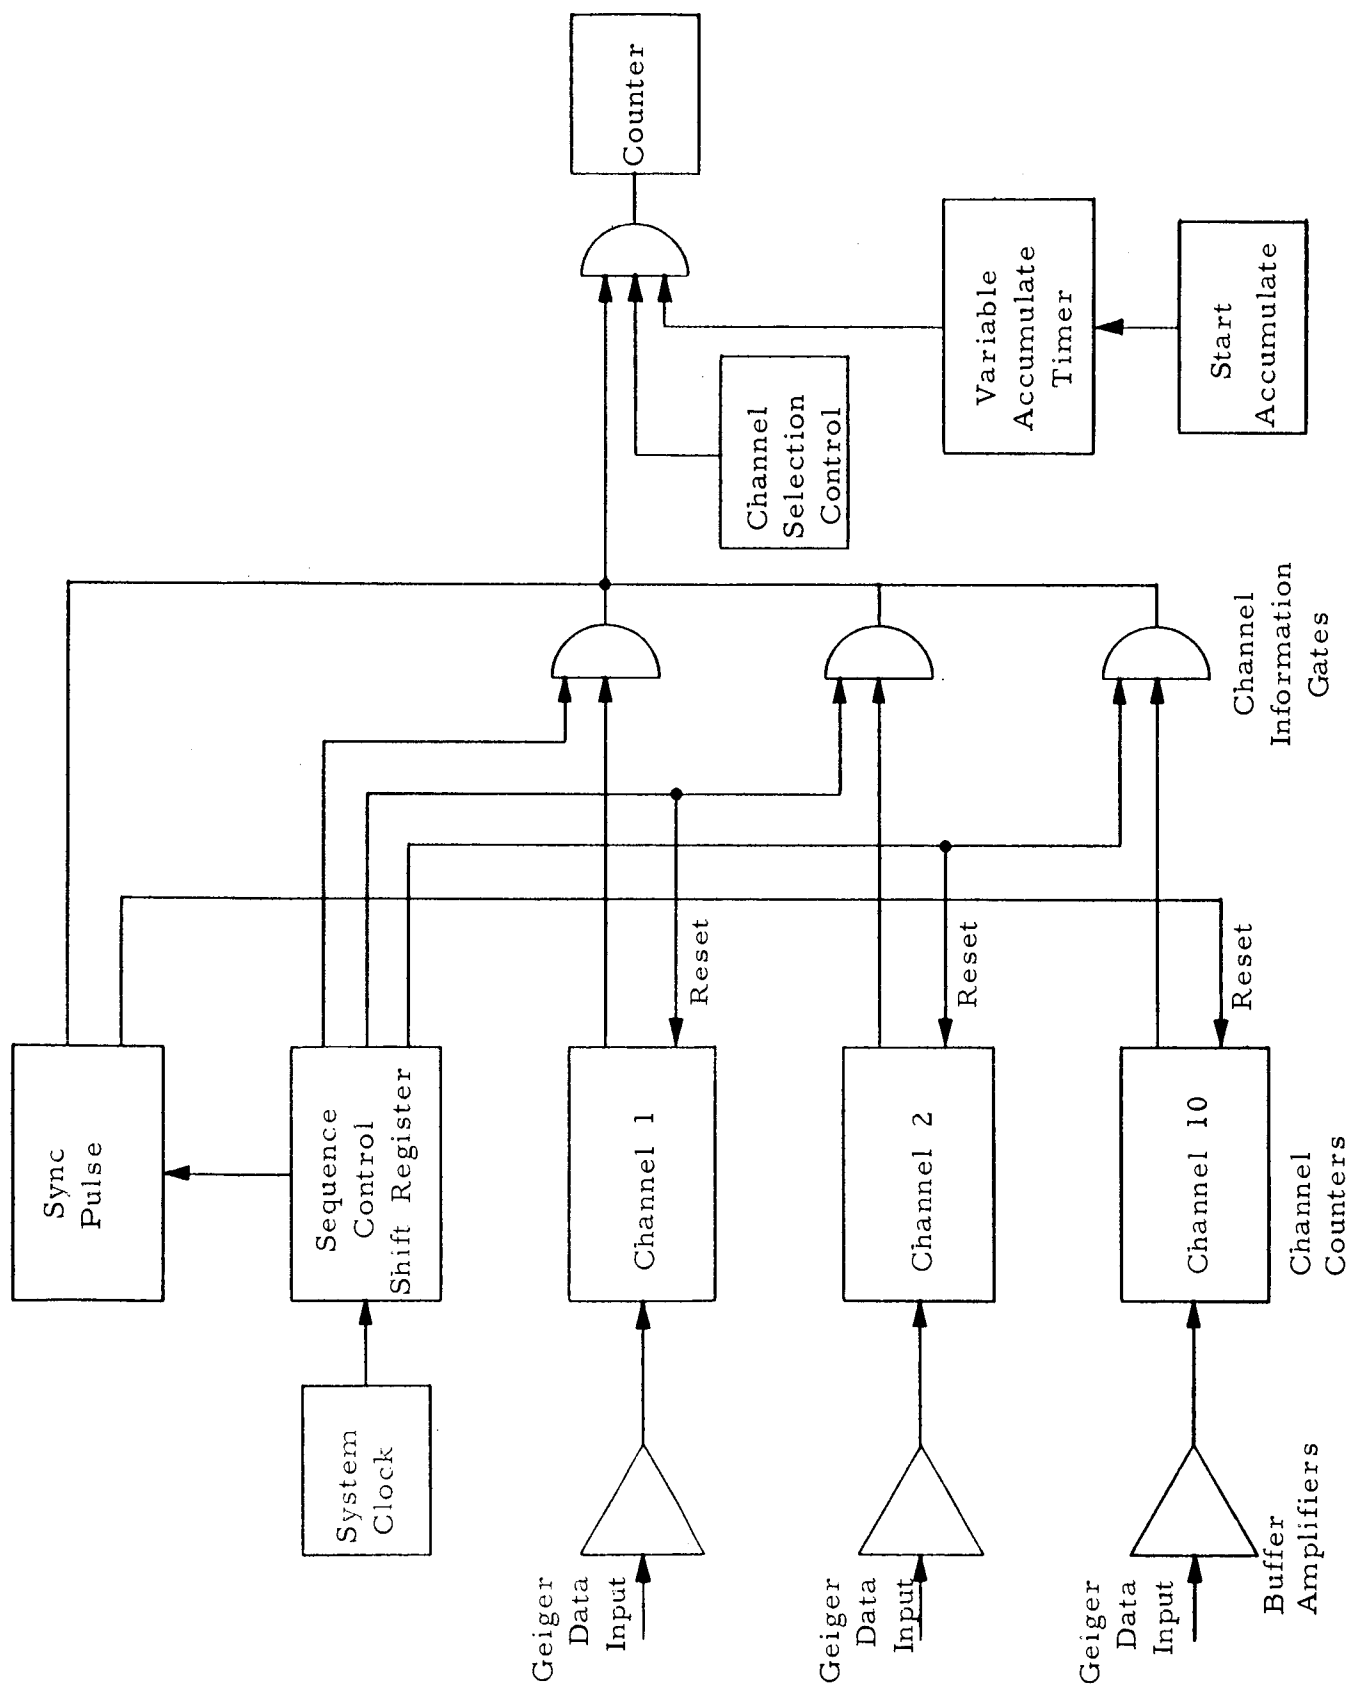 Sync
Pulse
System
Clock
Sequence
Control
Shift Register
Geiger
Data
Input
Channel 1
Reset
Counter
Geiger
Data
Input
Channel 2
Reset
Channel
Selection
Control
Geiger
Data
Input
Channel 10
Reset
Variable
Accumulate
Timer
Start
Accumulate
Buffer
Amplifiers
Channel
Counters
Channel
Information
Gates